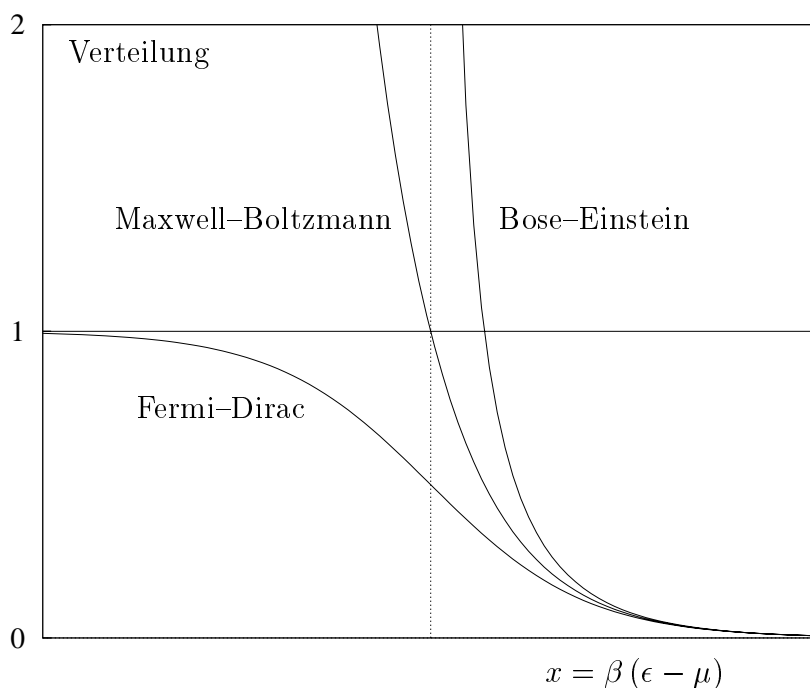 2
Verteilung
Maxwell–Boltzmann
Bose–Einstein
1
Fermi–Dirac
0
x = β (ϵ − μ)